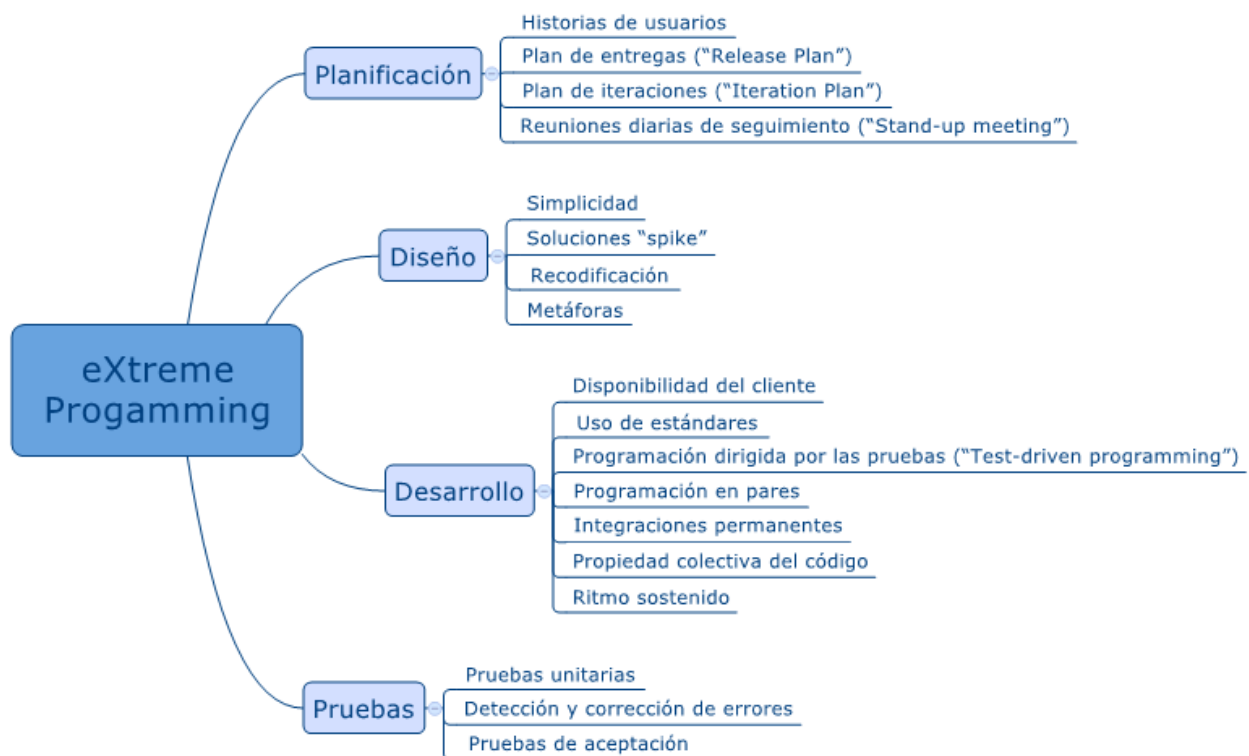 eXtreme
Progamming
Planificación
Historias de usuarios
Plan de entregas (“Release Plan”)
Plan de iteraciones (“Iteration Plan”)
Reuniones diarias de seguimiento (“Stand-up meeting”)
Diseño
Simplicidad
Soluciones “spike”
Recodificación
Metáforas
Desarrollo
Disponibilidad del cliente
Uso de estándares
Programación dirigida por las pruebas (“Test-driven programming”)
Programación en pares
Integraciones permanentes
Propiedad colectiva del código
Ritmo sostenido
Pruebas
Pruebas unitarias
Detección y corrección de errores
Pruebas de aceptación